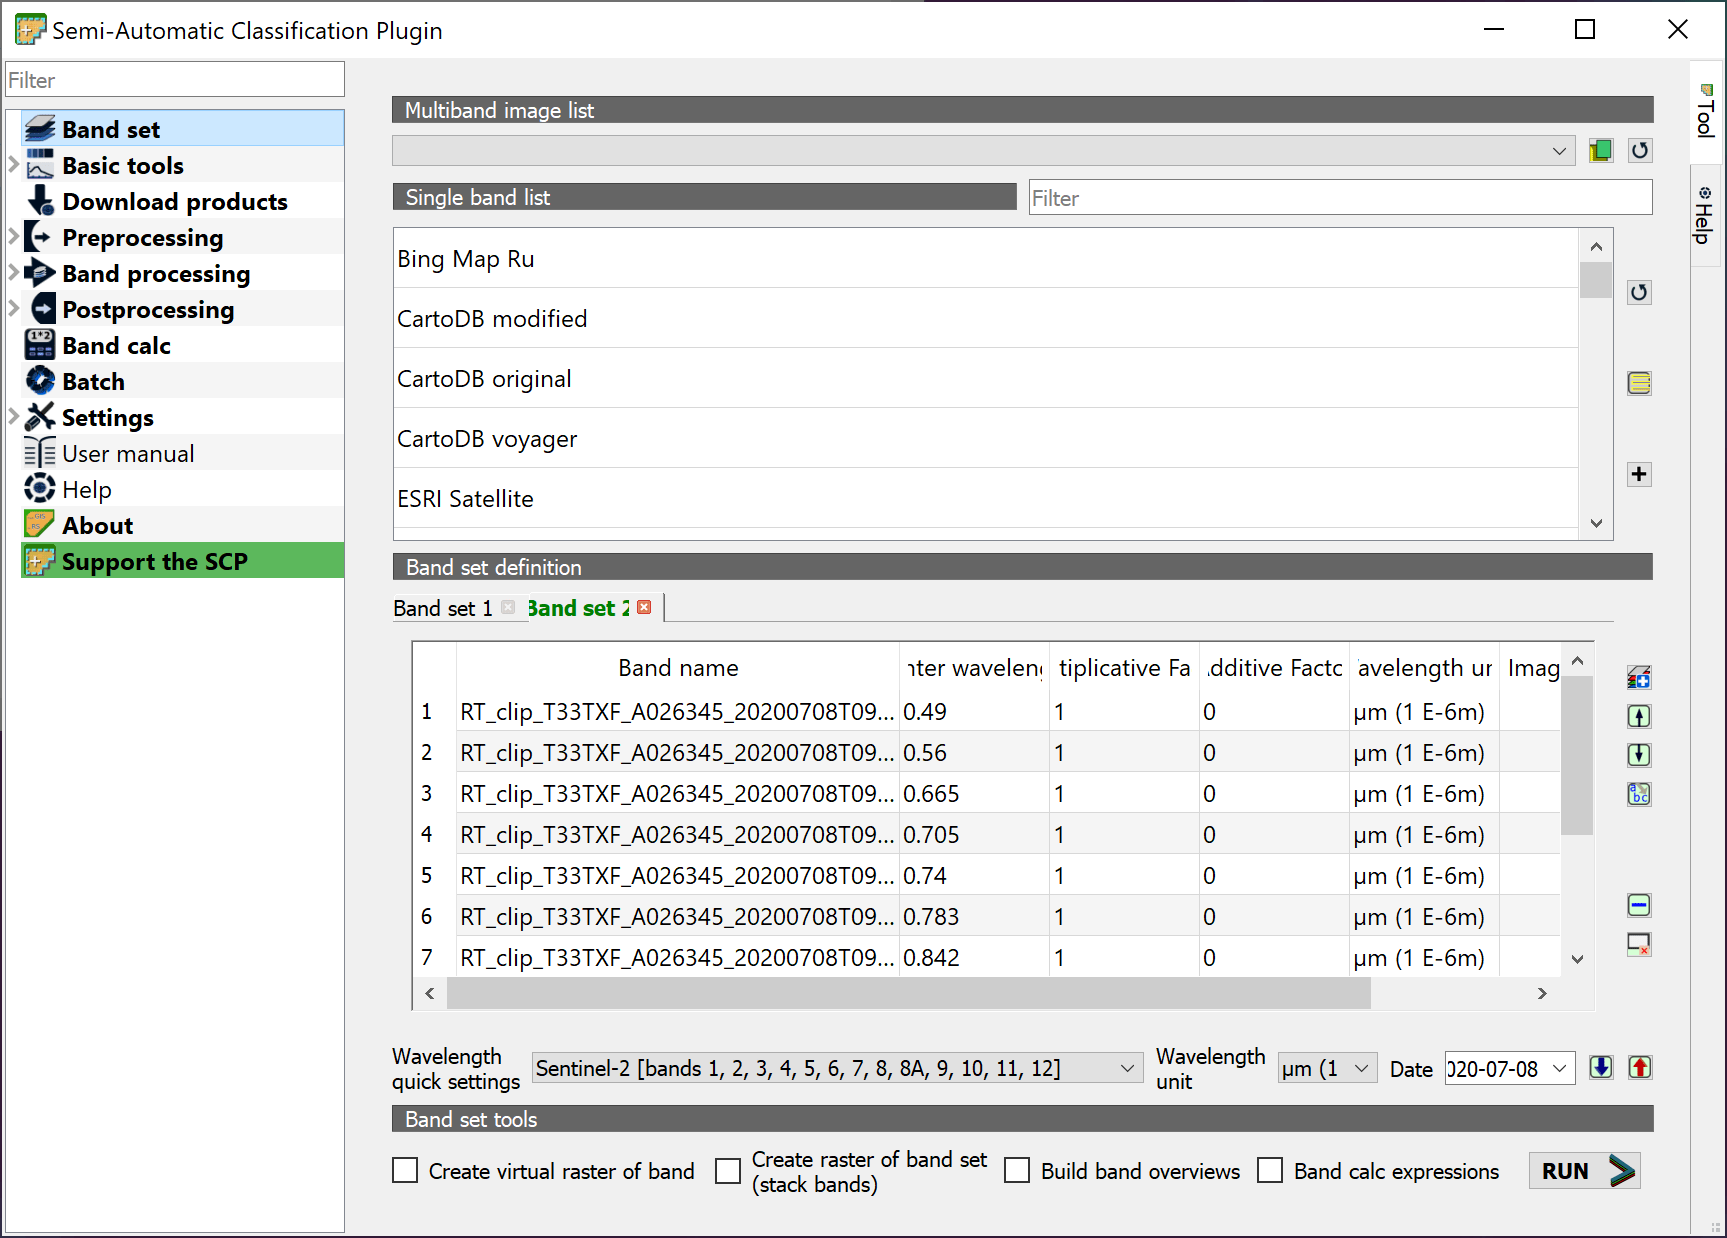 Semi-Automatic Classification Plugin
Filter
Band set
Basic tools
Download products
Preprocessing
Band processing
Postprocessing
Band calc
Batch
Settings
User manual
Help
About
Support the SCP
Multiband image list
Single band list
Filter
Bing Map Ru
CartoDB modified
CartoDB original
CartoDB voyager
ESRI Satellite
Band set definition
Band set 1
Band set 2
Band name nter waveleng tiplicative Fa dditive Facto avelength ur Imag
1 RT_clip_T33TXF_A026345_20200708T09... 0.49 1 0 µm (1 E-6m)
2 RT_clip_T33TXF_A026345_20200708T09... 0.56 1 0 µm (1 E-6m)
3 RT_clip_T33TXF_A026345_20200708T09... 0.665 1 0 µm (1 E-6m)
4 RT_clip_T33TXF_A026345_20200708T09... 0.705 1 0 µm (1 E-6m)
5 RT_clip_T33TXF_A026345_20200708T09... 0.74 1 0 µm (1 E-6m)
6 RT_clip_T33TXF_A026345_20200708T09... 0.783 1 0 µm (1 E-6m)
7 RT_clip_T33TXF_A026345_20200708T09... 0.842 1 0 µm (1 E-6m)
Wavelength
quick settings
Sentinel-2 [bands 1, 2, 3, 4, 5, 6, 7, 8, 8A, 9, 10, 11, 12]
Wavelength
unit
µm (1
Date
020-07-08
Band set tools
Create virtual raster of band
Create raster of band set
(stack bands)
Build band overviews
Band calc expressions
RUN
Tool
Help